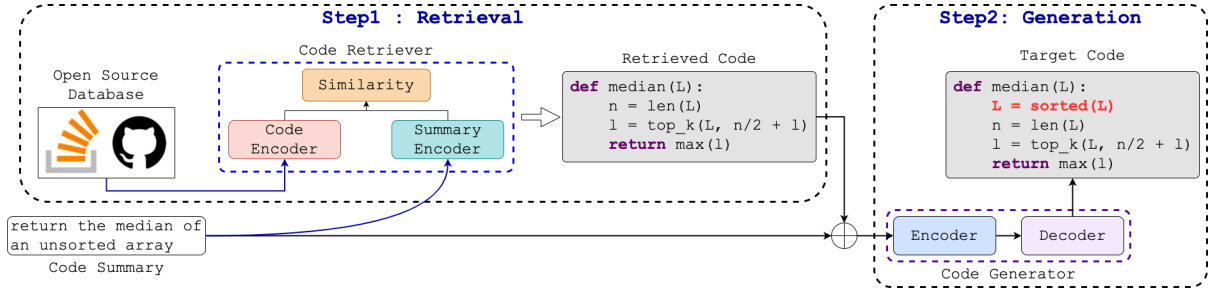 Step1 : Retrieval
Code Retriever
Open Source
Database
Similarity
Code
Encoder
Summary
Encoder
Retrieved Code
def median(L):
n = len(L)
l = top_k(L, n/2 + l)
return max(l)
return the median of
an unsorted array
Code Summary
Step2: Generation
Target Code
def median(L):
L = sorted(L)
n = len(L)
l = top_k(L, n/2 + l)
return max(l)
Encoder
Decoder
Code Generator